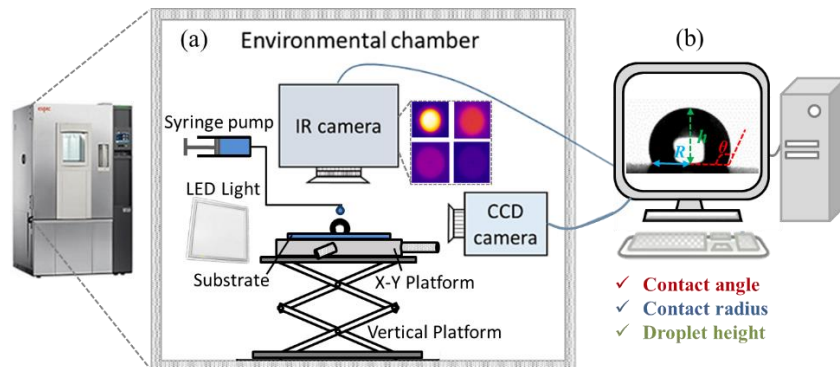 (a)
Environmental chamber
Syringe pump
IR camera
LED Light
CCD
camera
Substrate
X-Y Platform
Vertical Platform
(b)
h
R
θ
✓ Contact angle
✓ Contact radius
✓ Droplet height